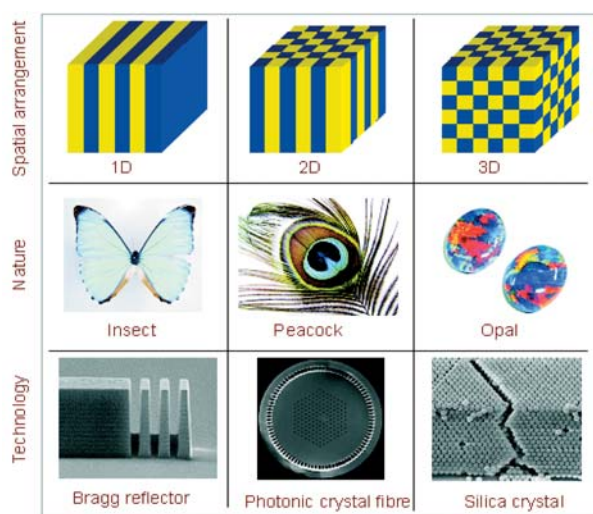 Spatial arrangement
1D
2D
3D
Nature
Insect
Peacock
Opal
Technology
Bragg reflector
Photonic crystal fibre
Silica crystal